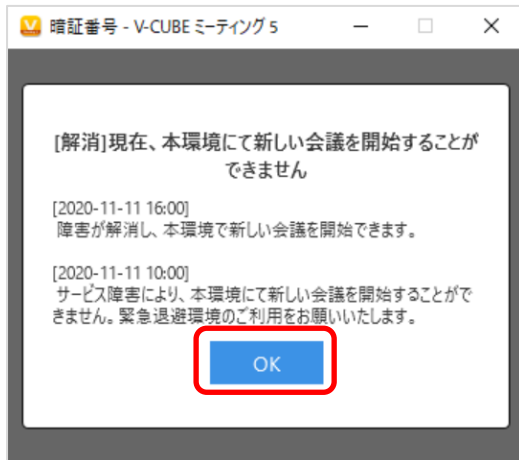 暗証番号 - V-CUBE ミーティング 5
[解消]現在、本環境にて新しい会議を開始することが
できません
[2020-11-11 16:00]
障害が解消し、本環境で新しい会議を開始できます。
[2020-11-11 10:00]
サービス障害により、本環境にて新しい会議を開始することがで
きません。緊急退避環境のご利用をお願いいたします。
OK